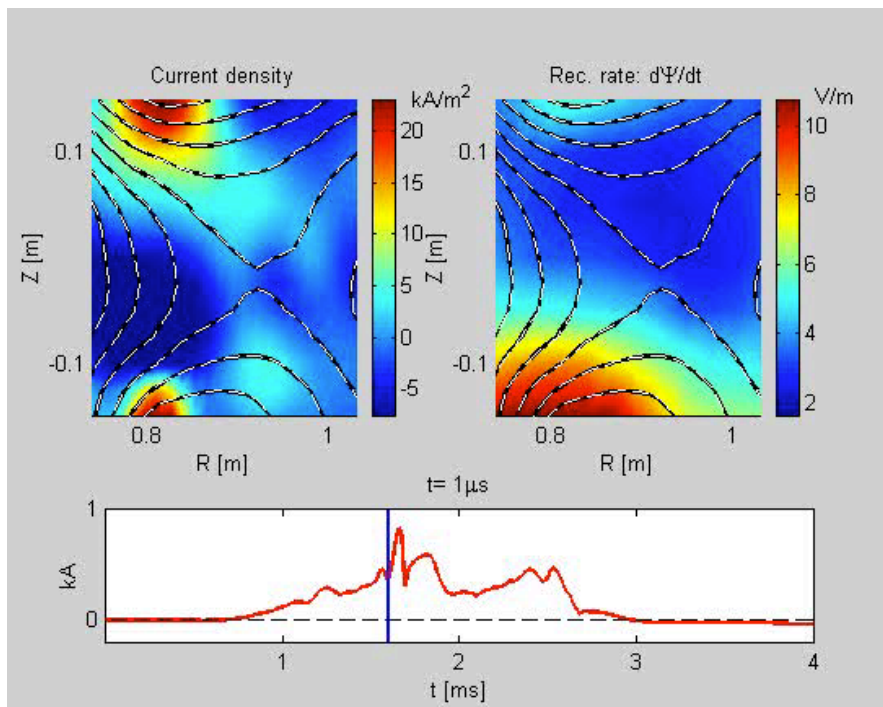 Current density
kA/m²
20
15
10
5
0
-5
0.1
-0.1
Z [m]
0.8
1
R [m]
Rec. rate: dΨ/dt
V/m
10
8
6
4
2
0.1
-0.1
Z [m]
0.8
1
R [m]
t= 1μs
1
0
kA
1
2
3
4
t [ms]